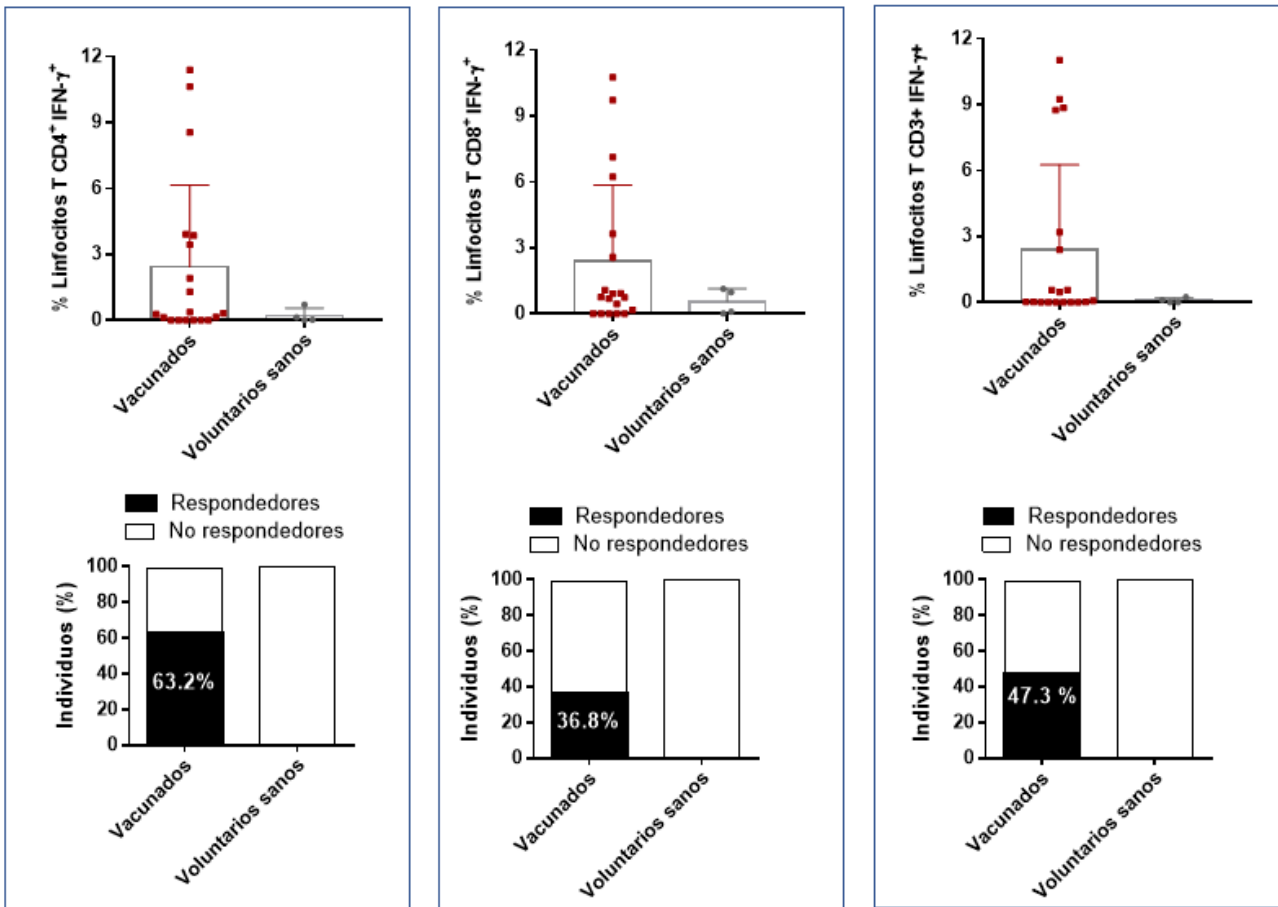 % Linfocitos T CD4⁺ IFN-γ⁺
12
9
6
3
0
Vacunados
Voluntarios sanos
Respondedores
No respondedores
Individuos (%)
100
80
60
40
20
0
63.2%
Vacunados
Voluntarios sanos
% Linfocitos T CD8⁺ IFN-γ⁺
12
9
6
3
0
Vacunados
Voluntarios sanos
Respondedores
No respondedores
Individuos (%)
100
80
60
40
20
0
36.8%
Vacunados
Voluntarios sanos
% Linfocitos T CD3+ IFN-γ+
12
9
6
3
0
Vacunados
Voluntarios sanos
Respondedores
No respondedores
Individuos (%)
100
80
60
40
20
0
47.3 %
Vacunados
Voluntarios sanos